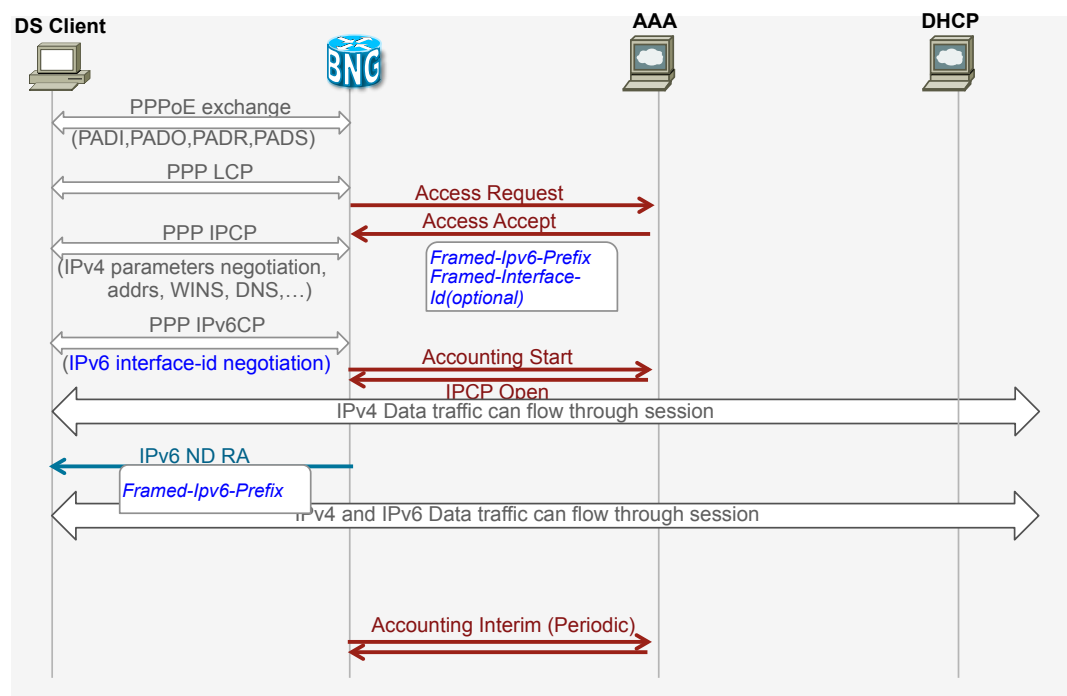 DS Client
AAA
DHCP
BNG
PPPoE exchange
(PADI,PADO,PADR,PADS)
PPP LCP
Access Request
Access Accept
PPP IPCP
(IPv4 parameters negotiation,
addrs, WINS, DNS,…)
Framed-Ipv6-Prefix
Framed-Interface-
Id(optional)
PPP IPv6CP
(IPv6 interface-id negotiation)
Accounting Start
IPCP Open
IPv4 Data traffic can flow through session
IPv6 ND RA
Framed-Ipv6-Prefix
IPv4 and IPv6 Data traffic can flow through session
Accounting Interim (Periodic)